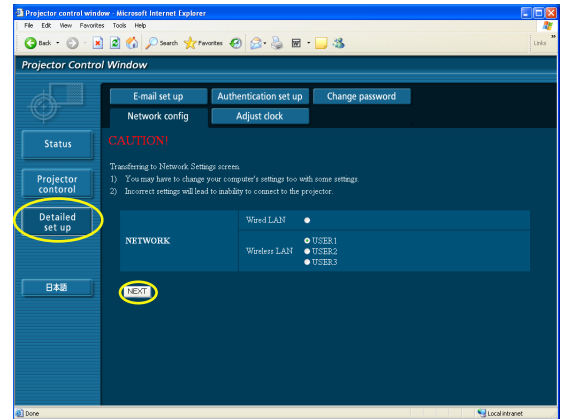 Projector control window - Microsoft Internet Explorer
File Edit View Favorites Tools Help
Back Search Favorites Links
Projector Control Window
E-mail set up Authentication set up Change password
Network config Adjust clock
Status
Projector
contorol
Detailed
set up
日本語
CAUTION!
Transferring to Network Settings screen
1) You may have to change your computer's settings too with some settings.
2) Incorrect settings will lead to inability to connect to the projector.
NETWORK
Wired LAN
Wireless LAN
USER1
USER2
USER3
NEXT
Done Local intranet